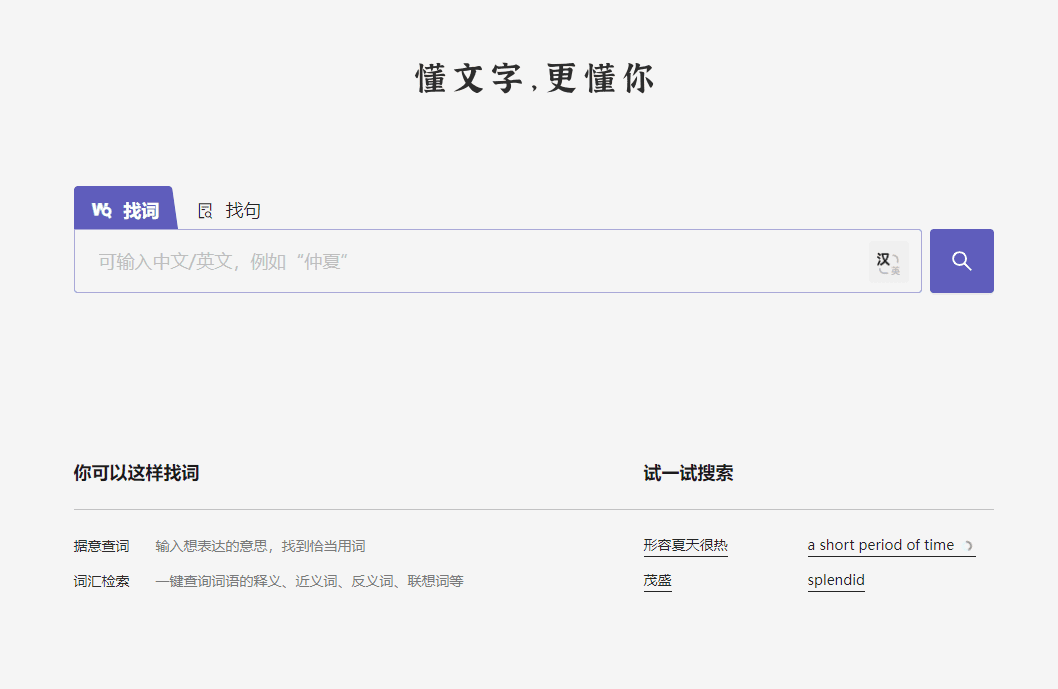 懂文字,更懂你
找词 找句
可输入中文/英文，例如“仲夏”
汉
英
你可以这样找词 试一试搜索
据意查词 输入想表达的意思，找到恰当用词 形容夏天很热 a short period of time
词汇检索 一键查询词语的释义、近义词、反义词、联想词等 茂盛 splendid